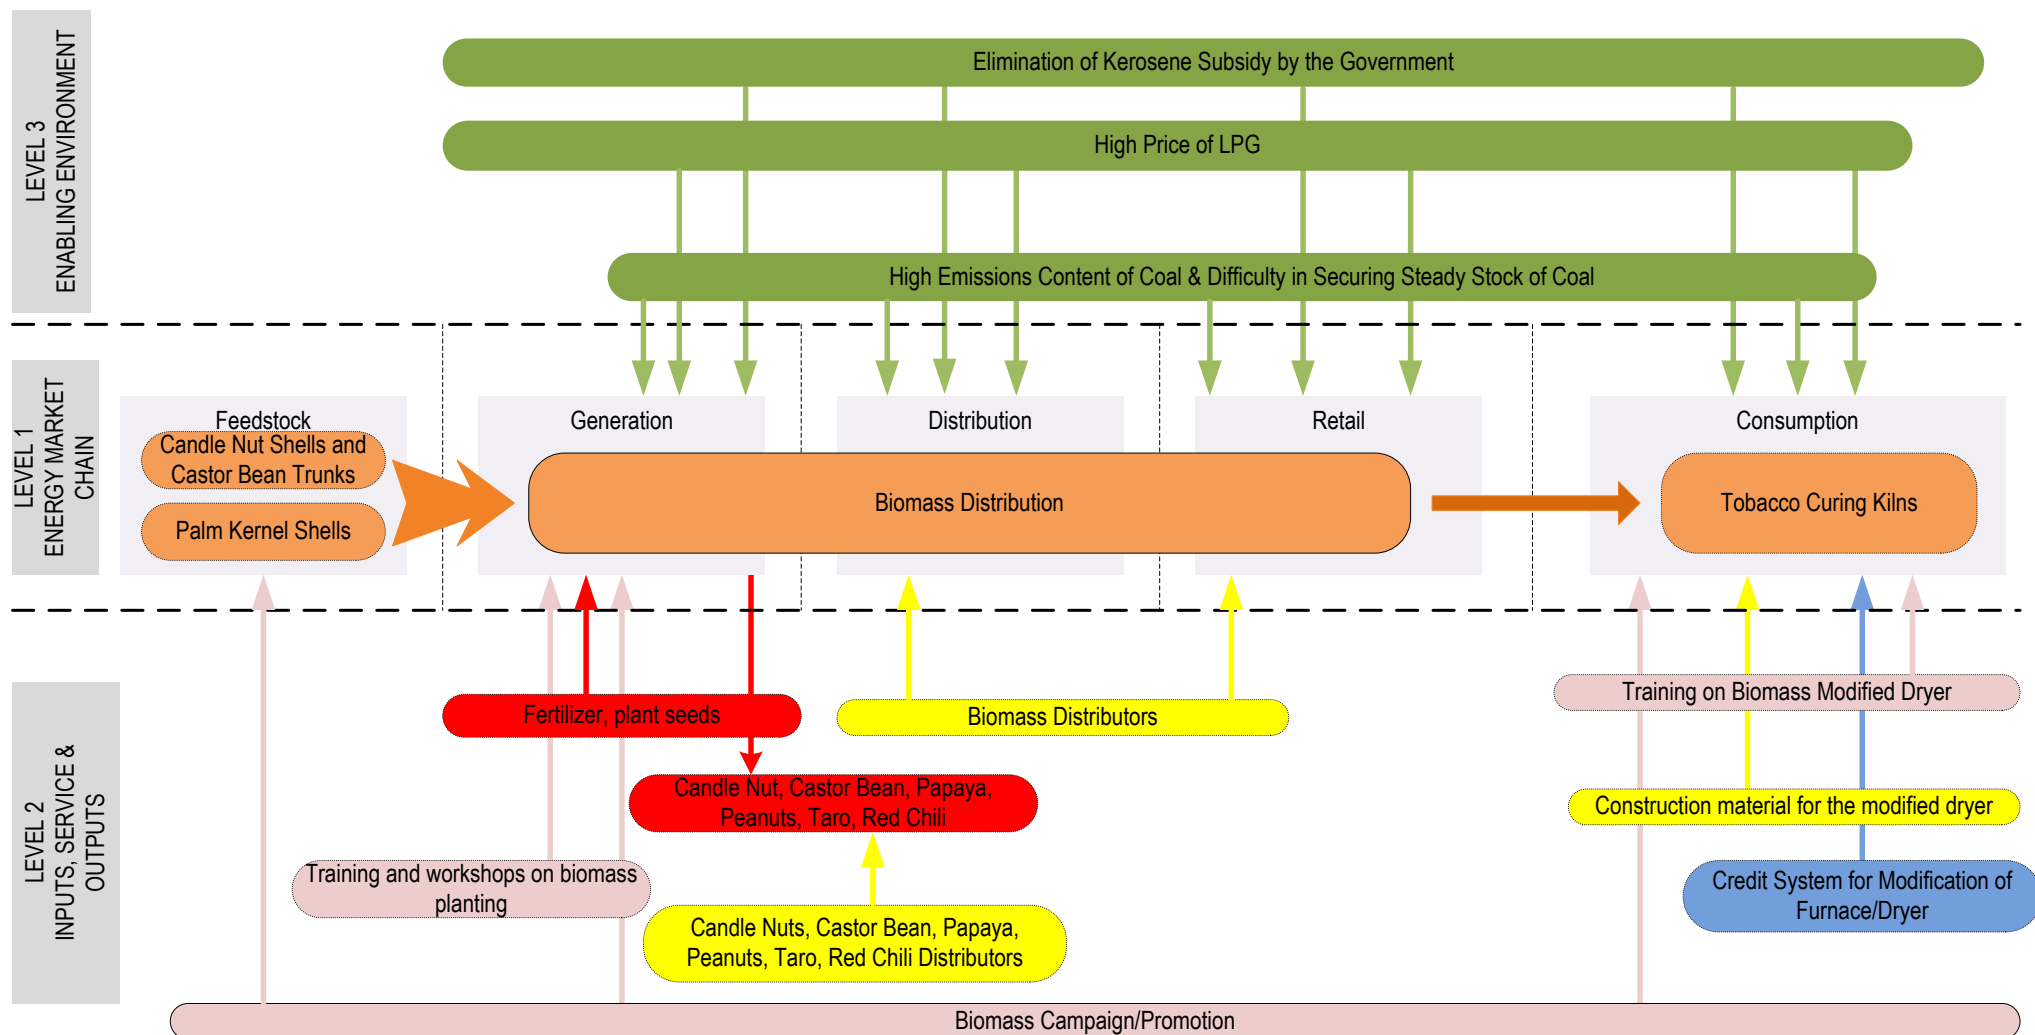 LEVEL 3
ENABLING ENVIRONMENT
Elimination of Kerosene Subsidy by the Government
High Price of LPG
High Emissions Content of Coal & Difficulty in Securing Steady Stock of Coal
LEVEL 1
ENERGY MARKET
CHAIN
Feedstock
Candle Nut Shells and
Castor Bean Trunks
Palm Kernel Shells
Generation
Distribution
Retail
Biomass Distribution
Consumption
Tobacco Curing Kilns
LEVEL 2
INPUTS, SERVICE &
OUTPUTS
Fertilizer, plant seeds
Biomass Distributors
Training on Biomass Modified Dryer
Candle Nut, Castor Bean, Papaya,
Peanuts, Taro, Red Chili
Construction material for the modified dryer
Training and workshops on biomass
planting
Candle Nuts, Castor Bean, Papaya,
Peanuts, Taro, Red Chili Distributors
Credit System for Modification of
Furnace/Dryer
Biomass Campaign/Promotion